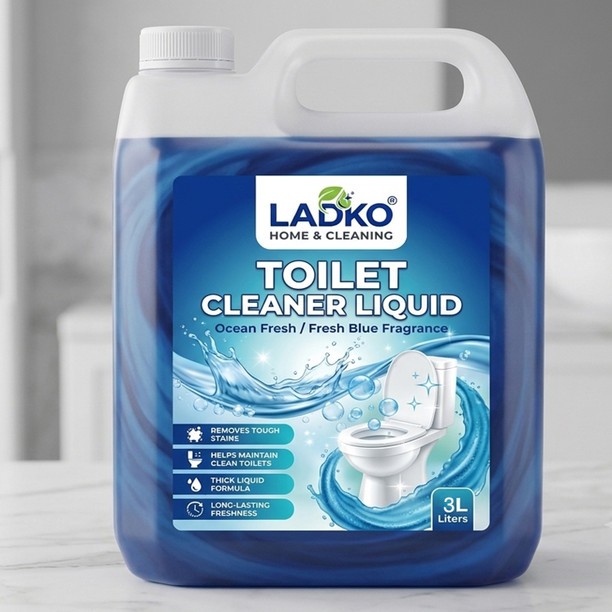 LADKO®
HOME & CLEANING
TOILET
CLEANER LIQUID
Ocean Fresh / Fresh Blue Fragrance
REMOVES TOUGH
STAINS
HELPS MAINTAIN
CLEAN TOILETS
THICK LIQUID
FORMULA
LONG-LASTING
FRESHNESS
3L
Liters